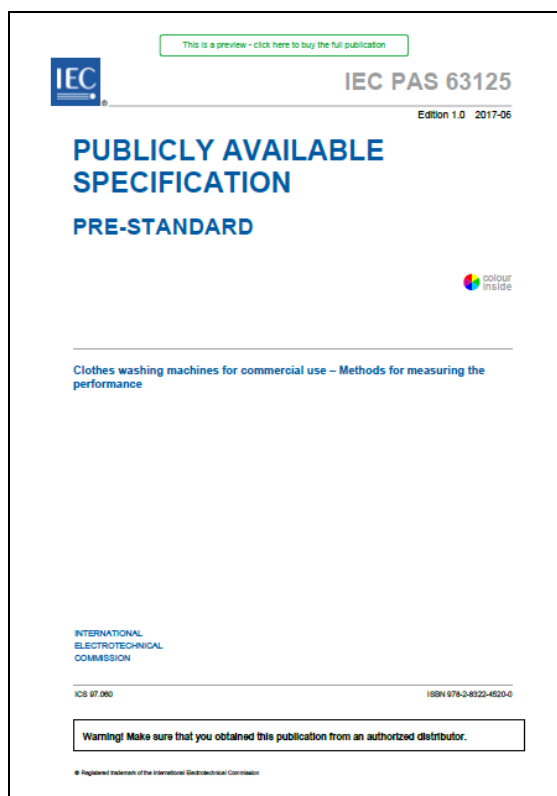 This is a preview - click here to buy the full publication
IEC
®
IEC PAS 63125
Edition 1.0 2017-06
PUBLICLY AVAILABLE
SPECIFICATION
PRE-STANDARD
colour
inside
Clothes washing machines for commercial use – Methods for measuring the
performance
INTERNATIONAL
ELECTROTECHNICAL
COMMISSION
ICS 97.060
ISBN 978-2-8322-4520-0
Warning! Make sure that you obtained this publication from an authorized distributor.
® Registered trademark of the International Electrotechnical Commission